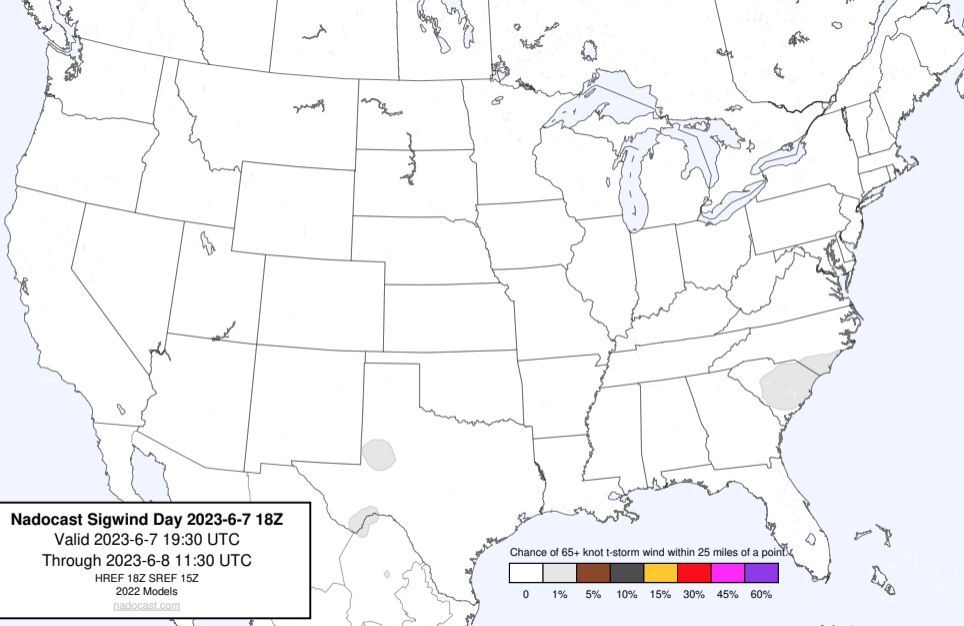 Nadocast Sigwind Day 2023-6-7 18Z
Valid 2023-6-7 19:30 UTC
Through 2023-6-8 11:30 UTC
HREF 18Z SREF 15Z
2022 Models
nadocast.com
Chance of 65+ knot t-storm wind within 25 miles of a point.
0 1% 5% 10% 15% 30% 45% 60%